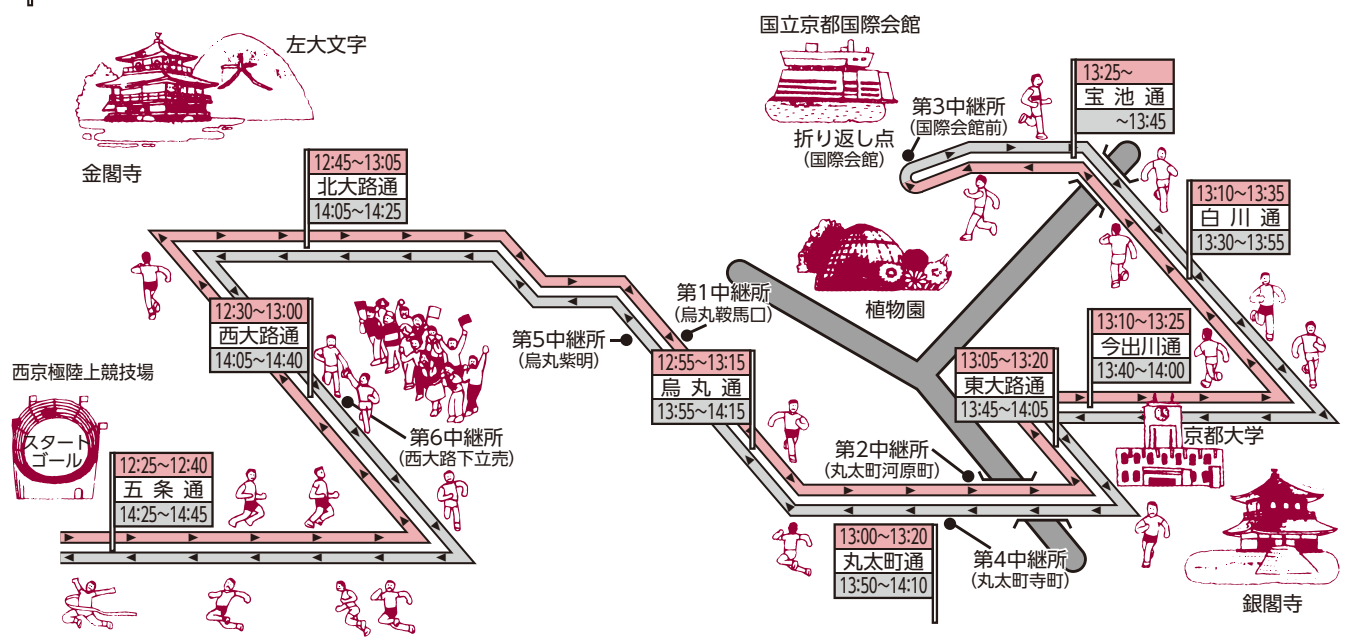 左大文字
金閣寺
国立京都国際会館
折り返し点
(国際会館)
第3中継所
(国際会館前)
13:25～
宝池通
～13:45
12:45～13:05
北大路通
14:05～14:25
13:10～13:35
白川通
13:30～13:55
植物園
12:30～13:00
西大路通
14:05～14:40
第1中継所
(烏丸鞍馬口)
第5中継所
(烏丸紫明)
13:10～13:25
今出川通
13:40～14:00
12:55～13:15
烏丸通
13:55～14:15
13:05～13:20
東大路通
13:45～14:05
西京極陸上競技場
スタート
ゴール
第6中継所
(西大路下立売)
京都大学
第2中継所
(丸太町河原町)
12:25～12:40
五条通
14:25～14:45
13:00～13:20
丸太町通
13:50～14:10
第4中継所
(丸太町寺町)
銀閣寺